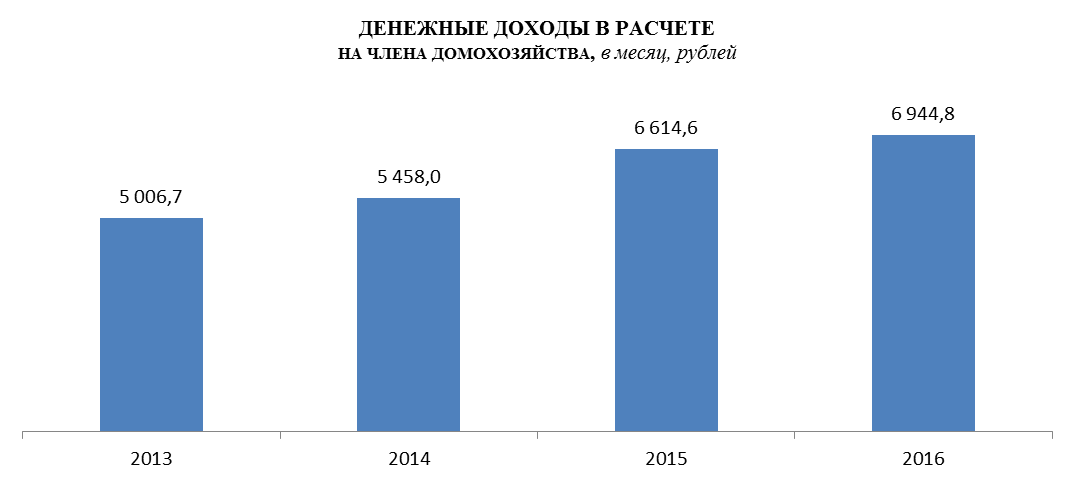 ДЕНЕЖНЫЕ ДОХОДЫ В РАСЧЕТЕ
НА ЧЛЕНА ДОМОХОЗЯЙСТВА, в месяц, рублей
6 944,8
6 614,6
5 458,0
5 006,7
2013 2014 2015 2016